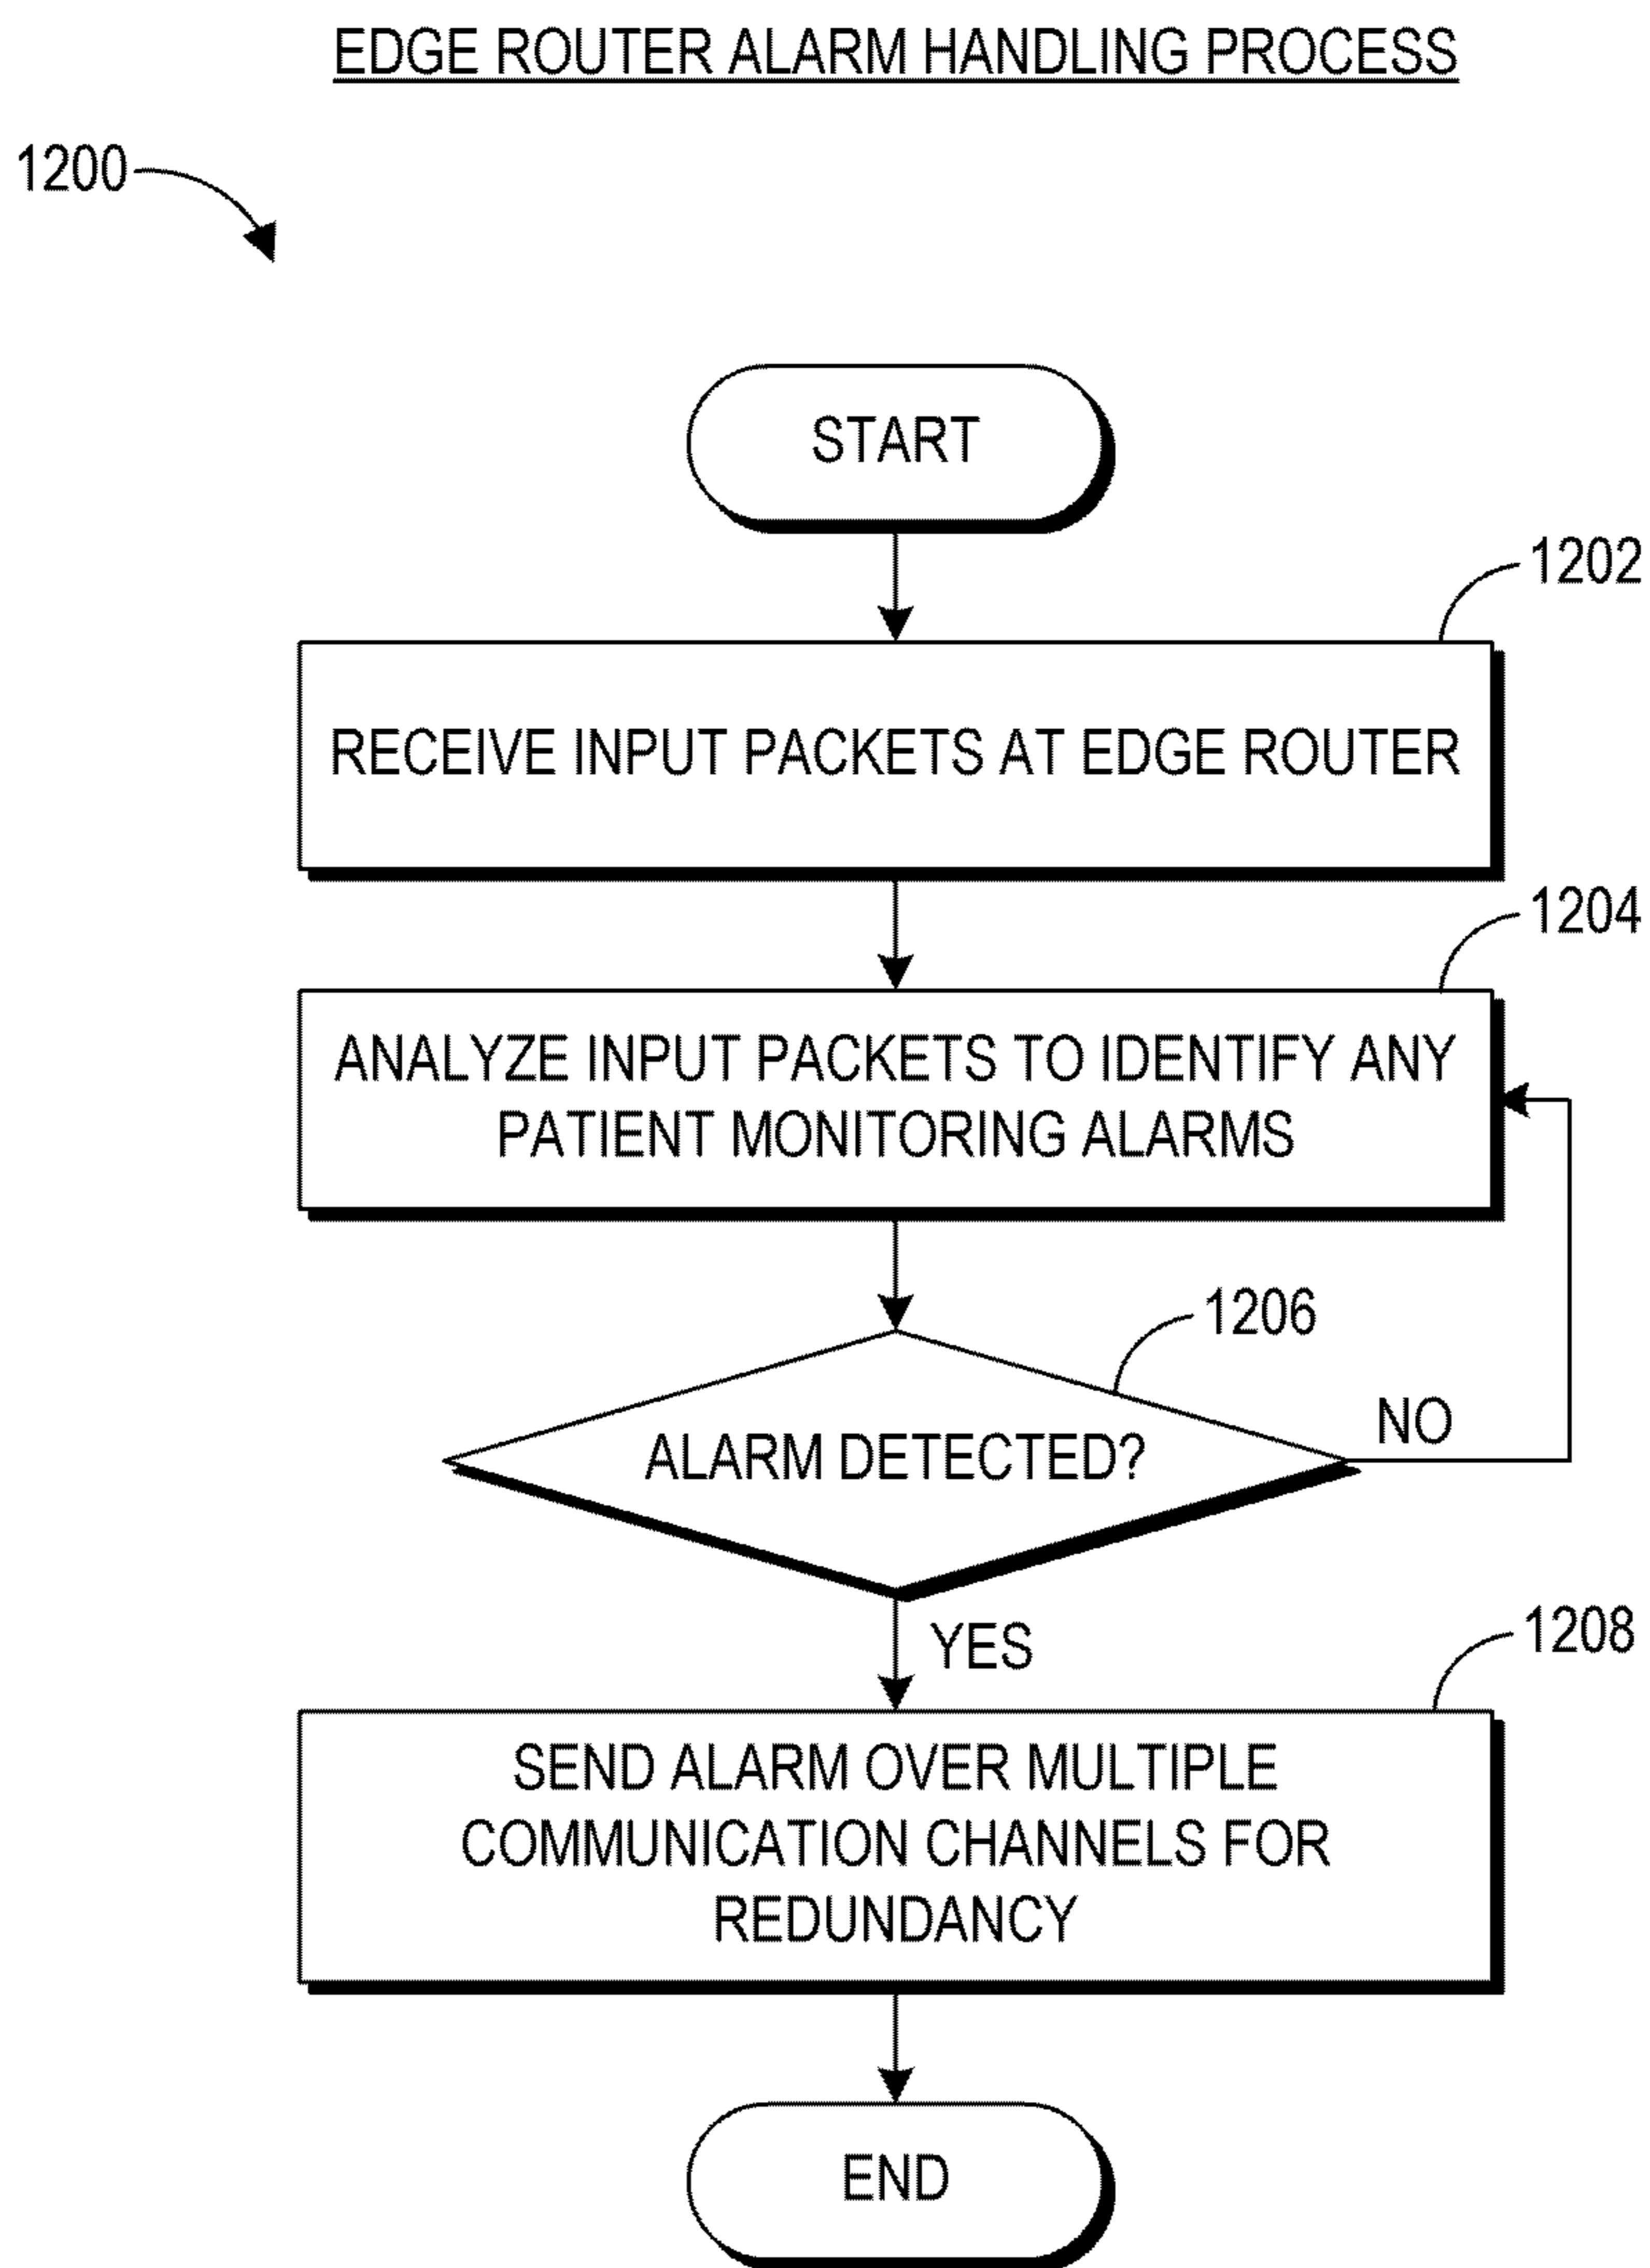 EDGE ROUTER ALARM HANDLING PROCESS
1200
START
1202
RECEIVE INPUT PACKETS AT EDGE ROUTER
1204
ANALYZE INPUT PACKETS TO IDENTIFY ANY
PATIENT MONITORING ALARMS
1206
ALARM DETECTED?
NO
YES
1208
SEND ALARM OVER MULTIPLE
COMMUNICATION CHANNELS FOR
REDUNDANCY
END